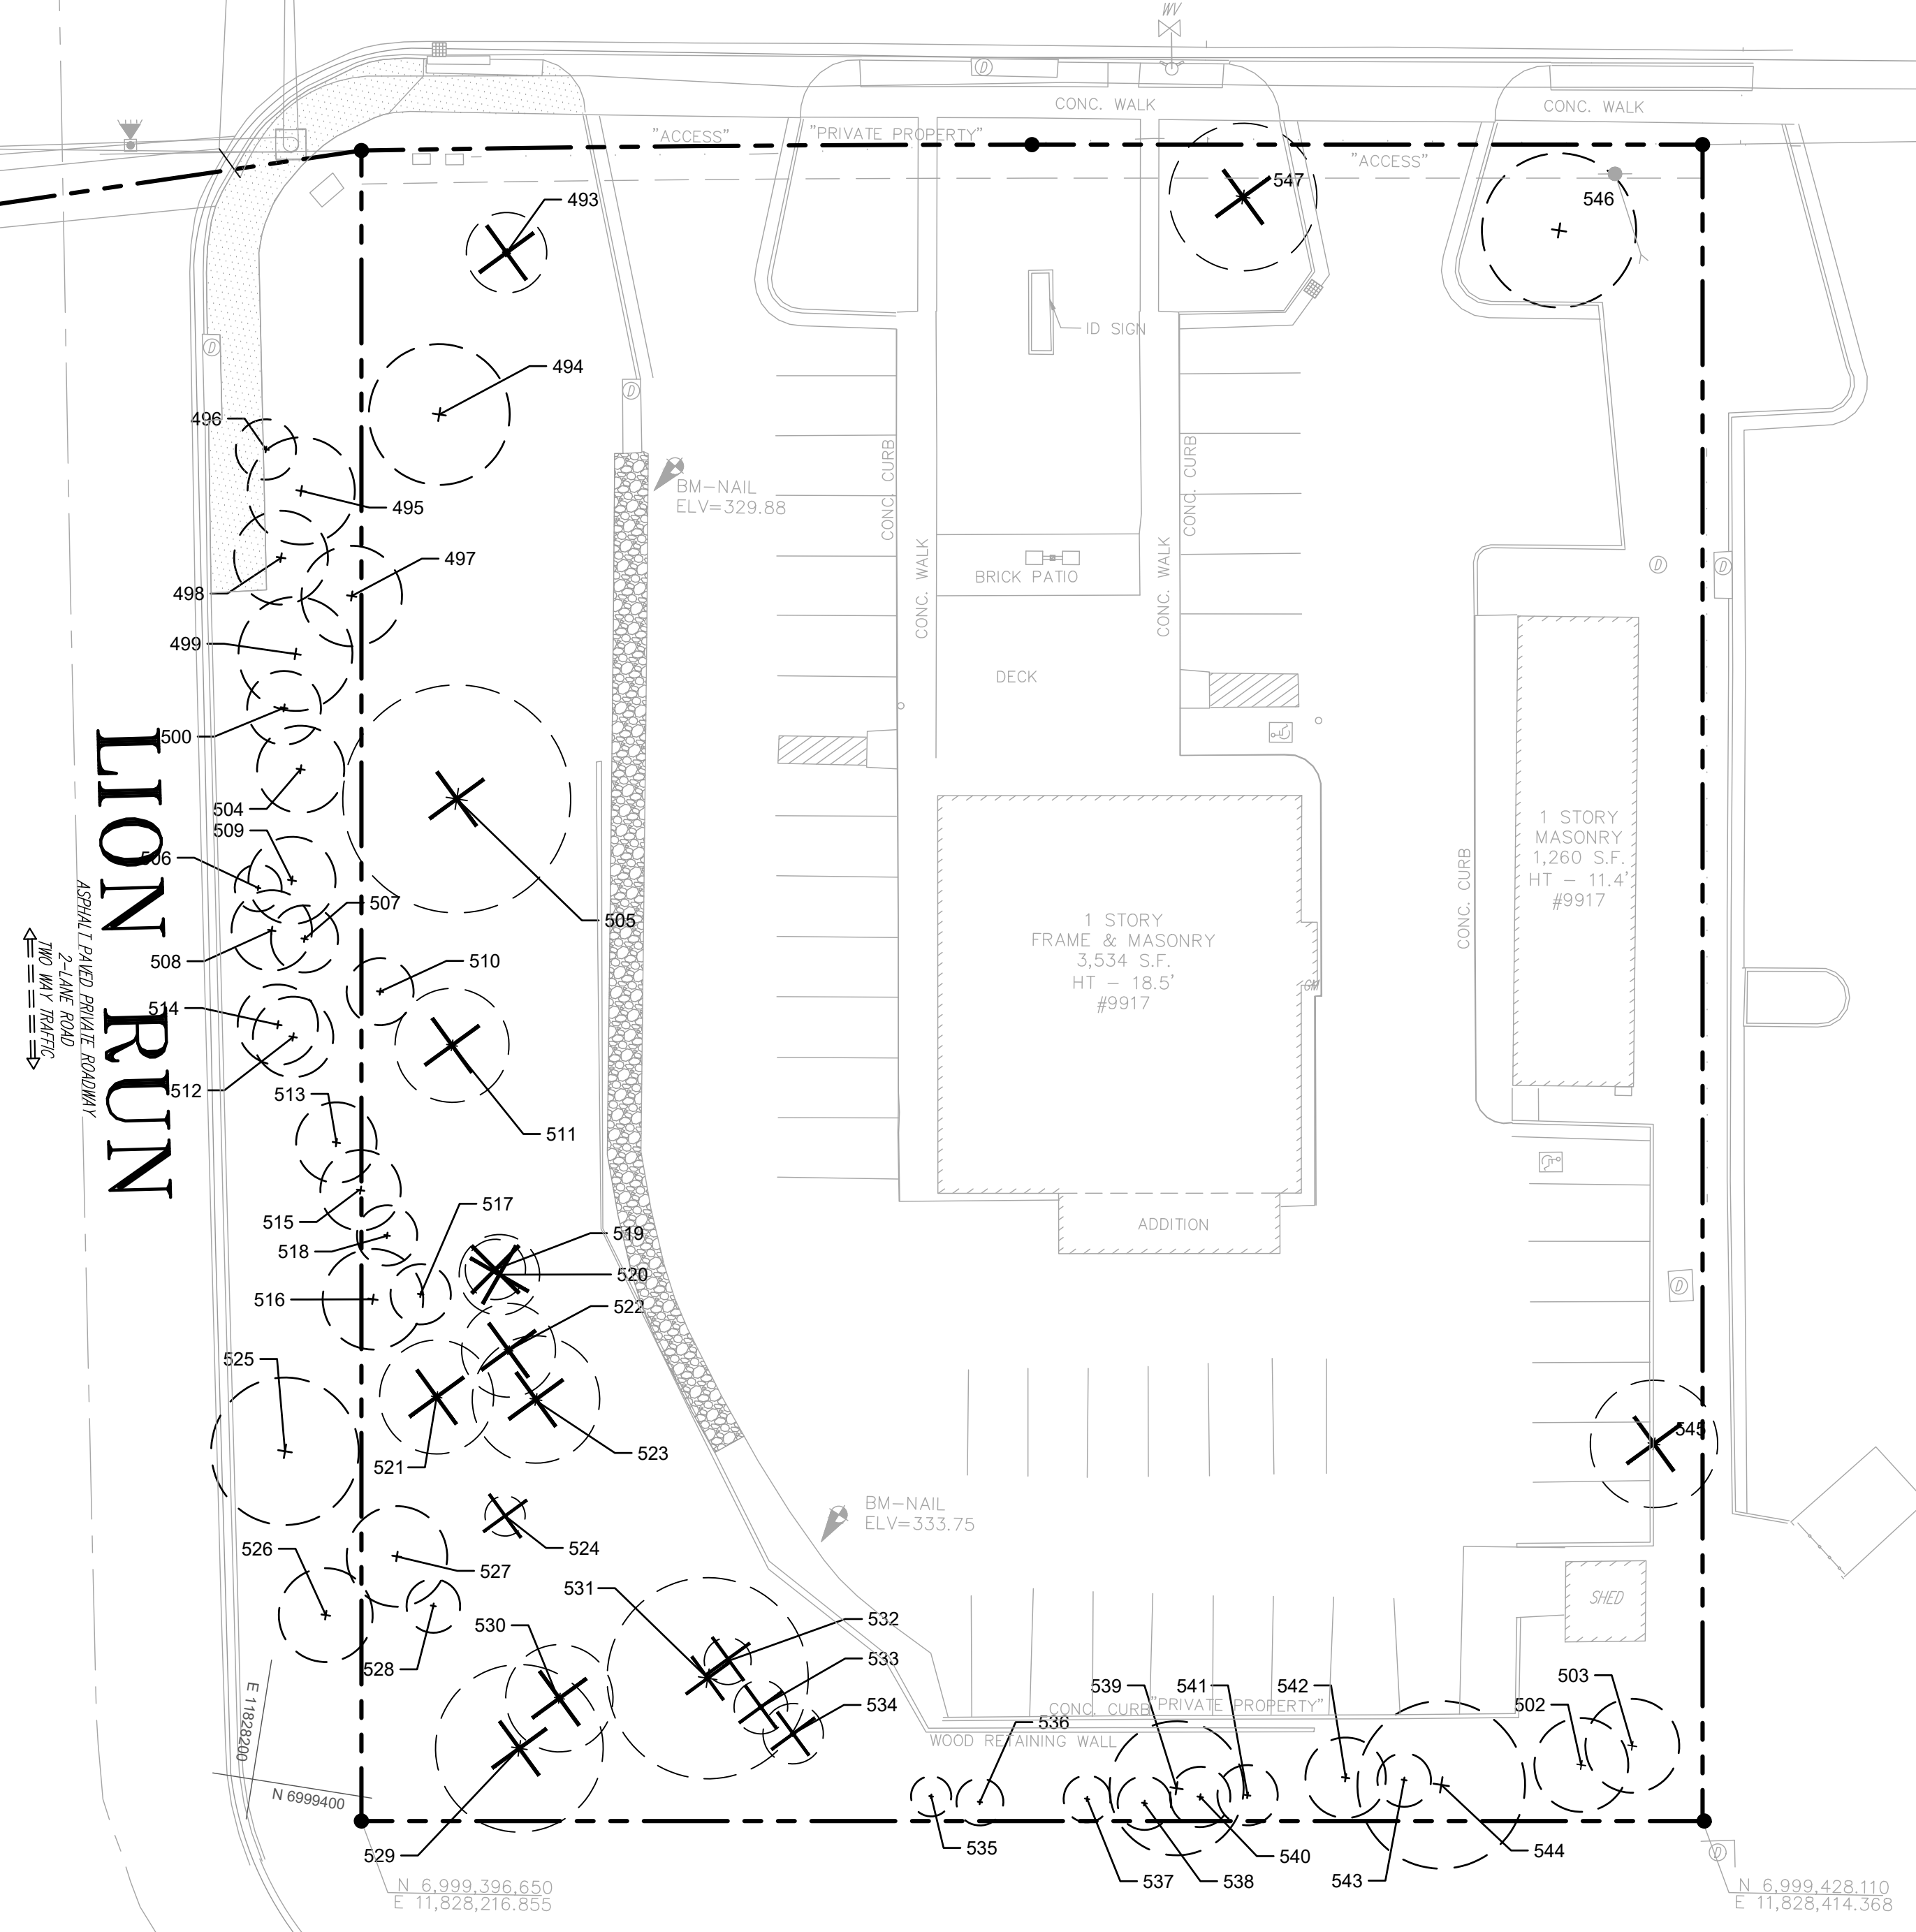 WV
CONC. WALK
CONC. WALK
"ACCESS"
"PRIVATE PROPERTY"
"ACCESS"
547
546
493
ID SIGN
494
496
495
CONC. CURB
CONC. CURB
BM-NAIL
ELV=329.88
497
498
CONC. WALK
CONC. WALK
BRICK PATIO
499
DECK
500
504
509
506
507
505
508
510
514
512
513
511
LION RUN
ASPHALT PAVED PRIVATE ROADWAY
2-LANE ROAD
TWO WAY TRAFFIC
1 STORY
MASONRY
1,260 S.F.
HT - 11.4'
#9917
CONC. CURB
1 STORY
FRAME & MASONRY
3,534 S.F.
HT - 18.5'
#9917
GM
ADDITION
515
517
518
519
520
516
522
525
521
523
545
524
BM-NAIL
ELV=333.75
526
527
531
532
530
528
533
534
SHED
539
541
542
503
502
CONC. CURB
"PRIVATE PROPERTY"
536
WOOD RETAINING WALL
E 11828200
N 6999400
529
535
537
538
540
543
544
N 6,999,396,650
E 11,828,216.855
N 6,999,428.110
E 11,828,414.368
D
D
D
D
D
D
D